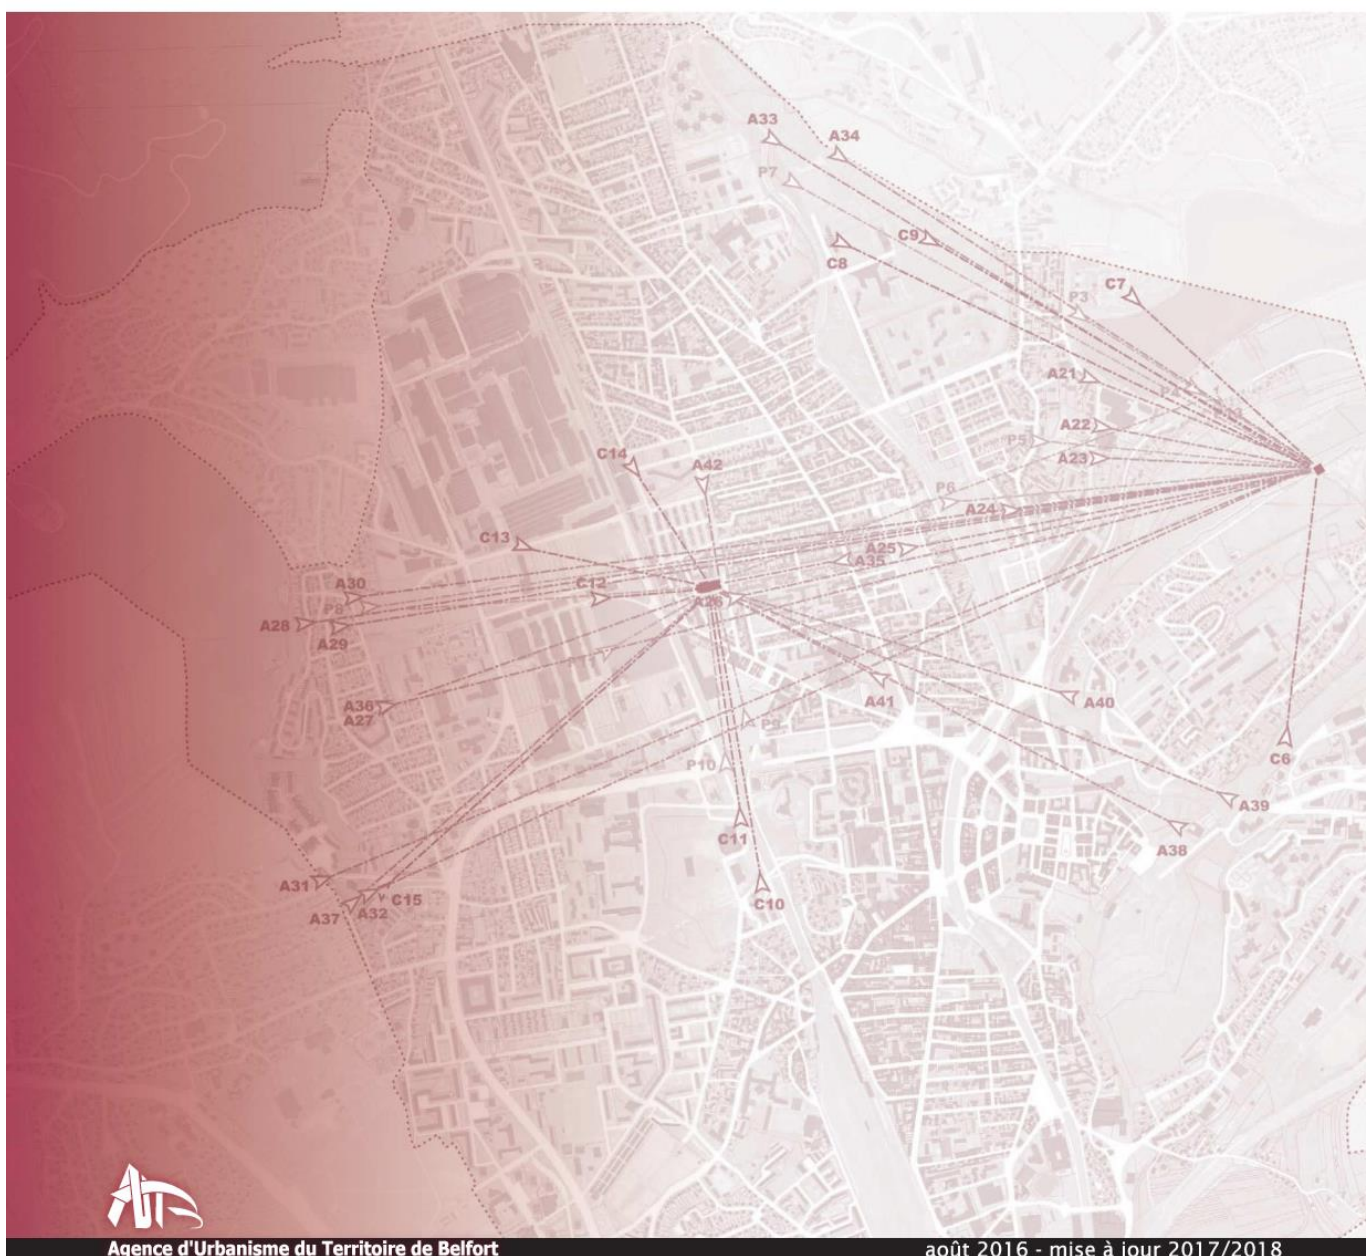 A33
A34
P7
C9
C8
C7
P3
A21
A22
P5
A23
C14
A42
P6
A24
C13
A25
A35
A30
C12
P8
A28
A29
A36
A27
A41
A40
P9
P10
C6
A39
C11
A38
A31
C15
A32
A37
C10
Agence d'Urbanisme du Territoire de Belfort
août 2016 - mise à jour 2017/2018